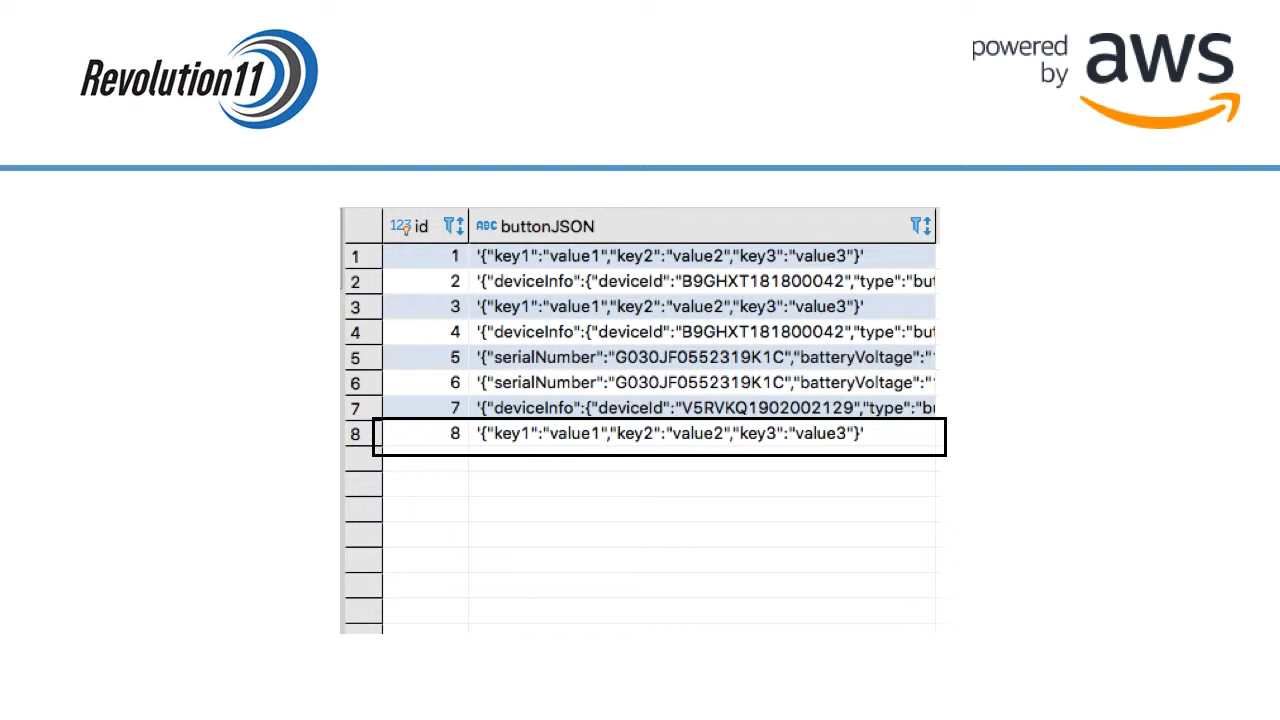 Revolution11
powered
by
aws
123 id
ABC buttonJSON
1 1 '{"key1":"value1","key2":"value2","key3":"value3"}'
2 2 '{"deviceInfo":{"deviceId":"B9GHXT181800042","type":"but
3 3 '{"key1":"value1","key2":"value2","key3":"value3"}'
4 4 '{"deviceInfo":{"deviceId":"B9GHXT181800042","type":"but
5 5 '{"serialNumber":"G030JF0552319K1C","batteryVoltage":"
6 6 '{"serialNumber":"G030JF0552319K1C","batteryVoltage":"
7 7 '{"deviceInfo":{"deviceId":"V5RVKQ1902002129","type":"bu
8 8 '{"key1":"value1","key2":"value2","key3":"value3"}'